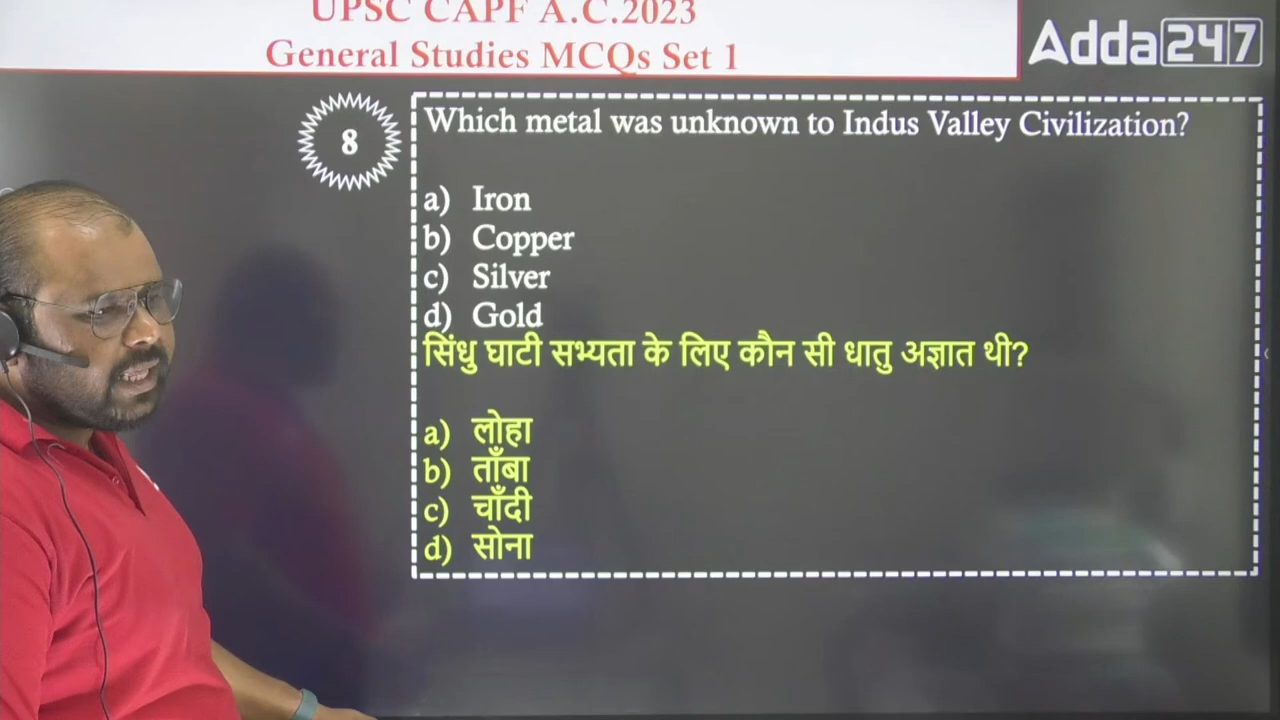 UPSC CAPF A.C.2023
General Studies MCQs Set 1
Adda247
8
Which metal was unknown to Indus Valley Civilization?
a) Iron
b) Copper
c) Silver
d) Gold
सिंधु घाटी सभ्यता के लिए कौन सी धातु अज्ञात थी?
a) लोहा
b) ताँबा
c) चाँदी
d) सोना